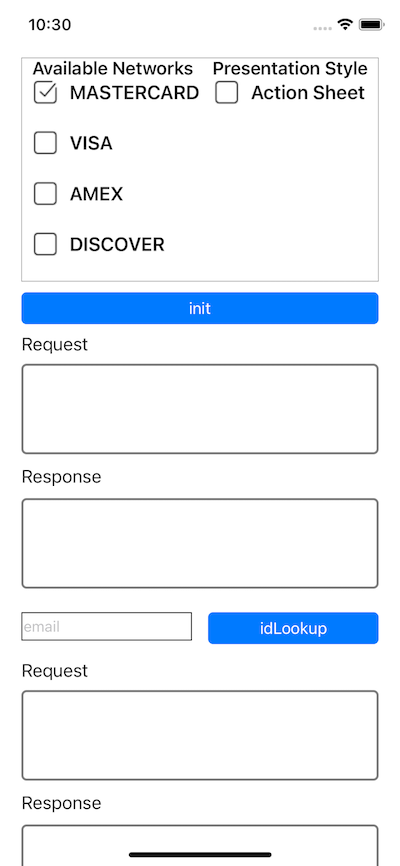 10:30
Available Networks Presentation Style
MASTERCARD Action Sheet
VISA
AMEX
DISCOVER
init
Request
Response
email idLookup
Request
Response